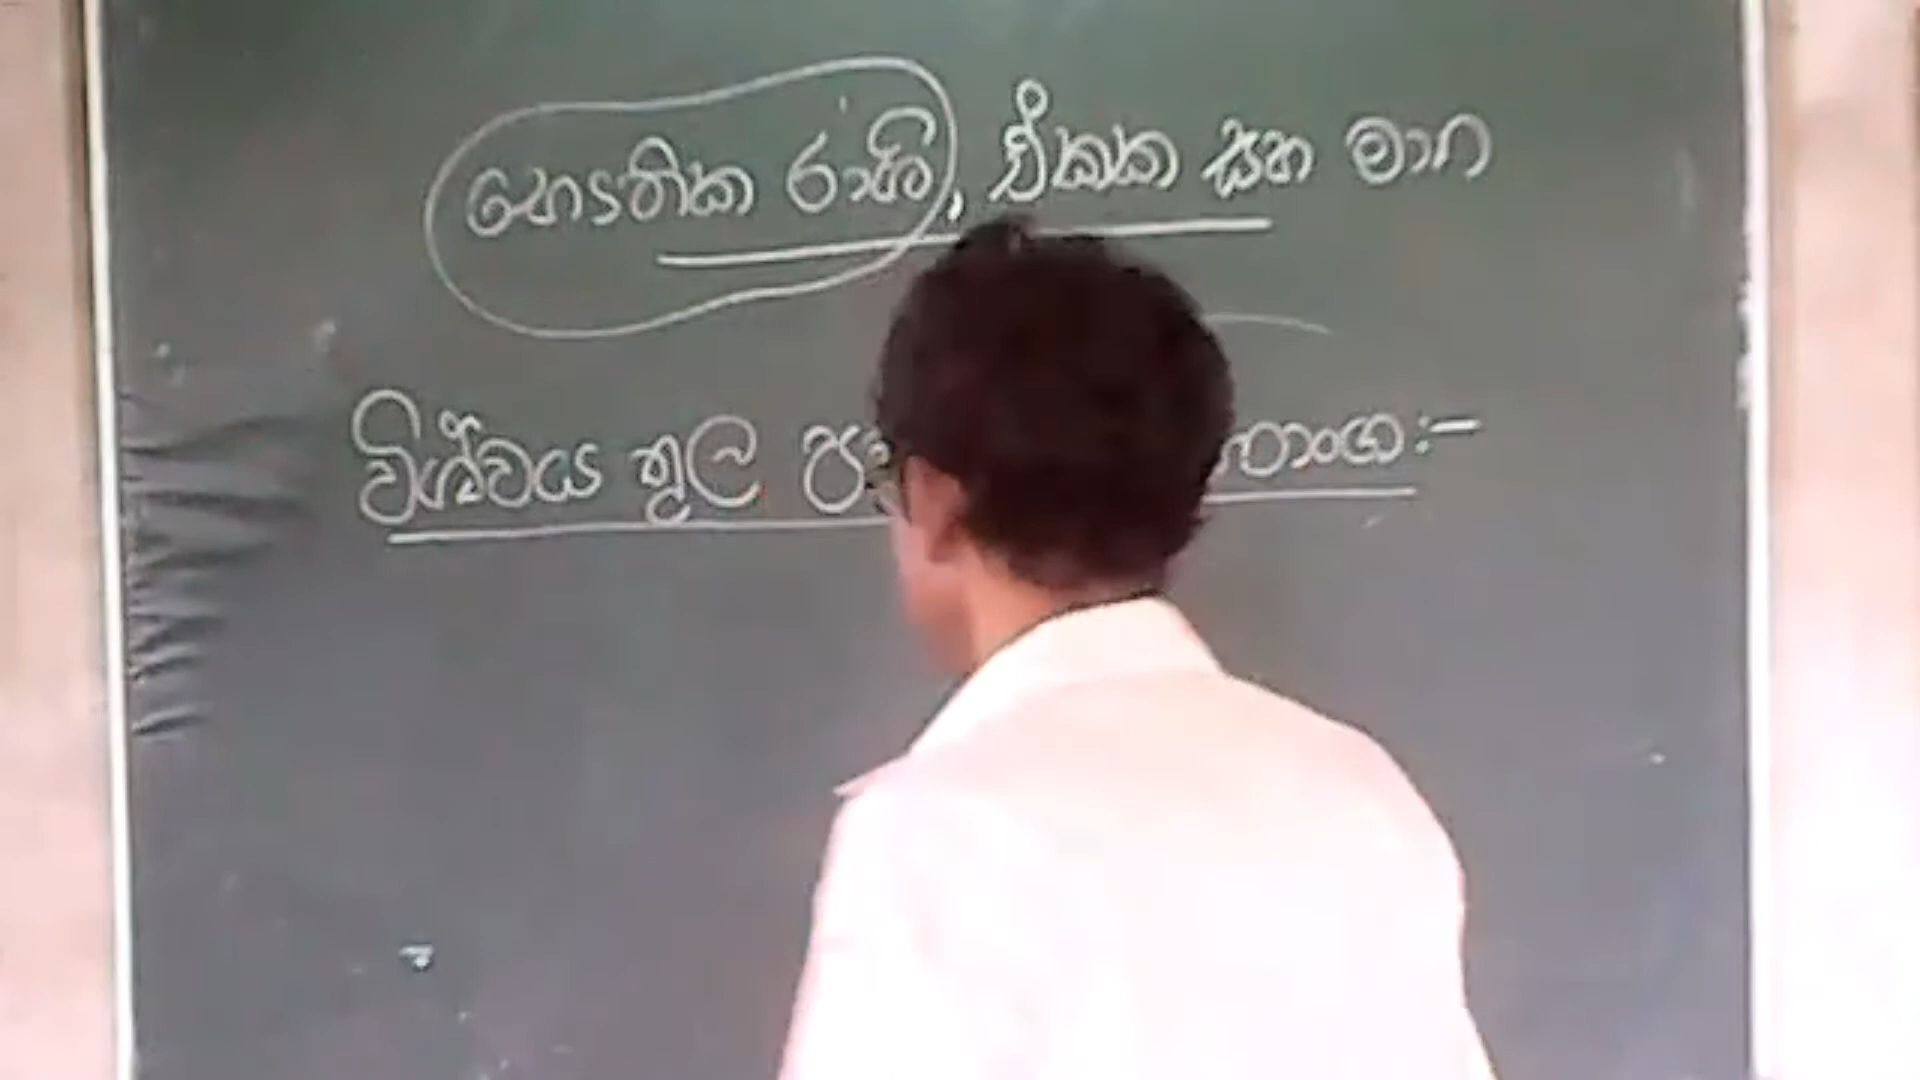 භෞතික රාශි, ඒකක සහ මාන
විශ්වය තුල